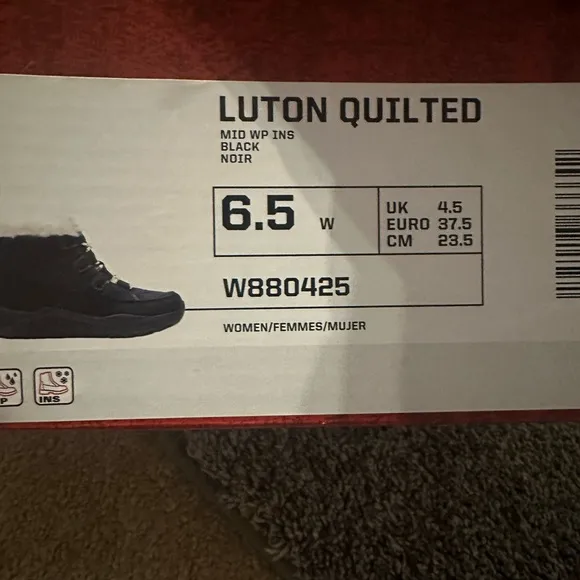 LUTON QUILTED
MID WP INS
BLACK
NOIR
6.5 W
UK 4.5
EURO 37.5
CM 23.5
W880425
WOMEN/FEMMES/MUJER
INS